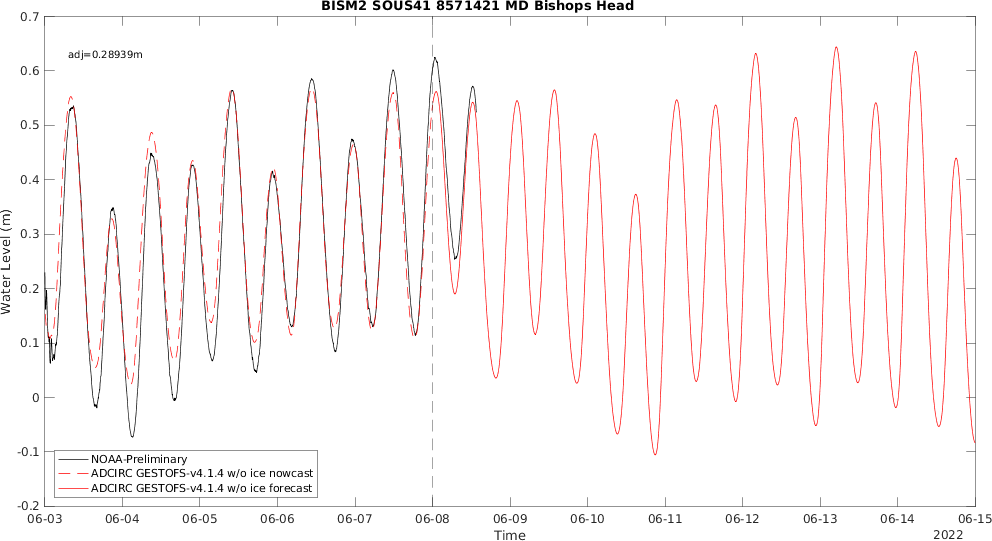 BISM2 SOUS41 8571421 MD Bishops Head
adj=0.28939m
Water Level (m)
0.7
0.6
0.5
0.4
0.3
0.2
0.1
0
-0.1
-0.2
NOAA-Preliminary
ADCIRC GESTOFS-v4.1.4 w/o ice nowcast
ADCIRC GESTOFS-v4.1.4 w/o ice forecast
06-03 06-04 06-05 06-06 06-07 06-08 06-09 06-10 06-11 06-12 06-13 06-14 06-15
Time
2022